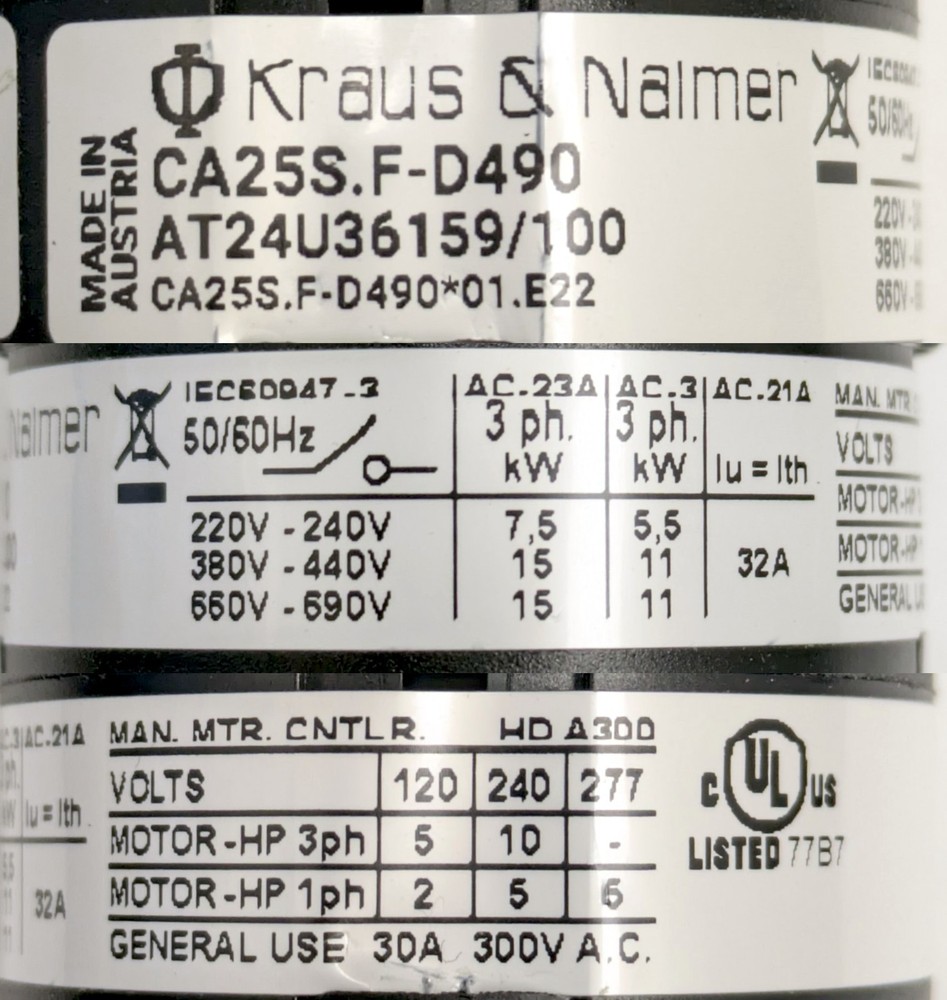 Kraus & Naimer
MADE IN AUSTRIA
CA25S.F-D490
AT24U36159/100
CA25S.F-D490*01.E22
IEC60947-3
50/60Hz
AC-23A AC-3 AC-21A
3 ph. 3 ph.
kW kW Iu = Ith
220V - 240V 7,5 5,5
380V - 440V 15 11 32A
660V - 690V 15 11
MAN. MTR. CNTLR. HD A300
VOLTS 120 240 277
MOTOR-HP 3ph 5 10 -
MOTOR-HP 1ph 2 5 6
GENERAL USE 30A 300V A.C.
C UL US
LISTED 77B7